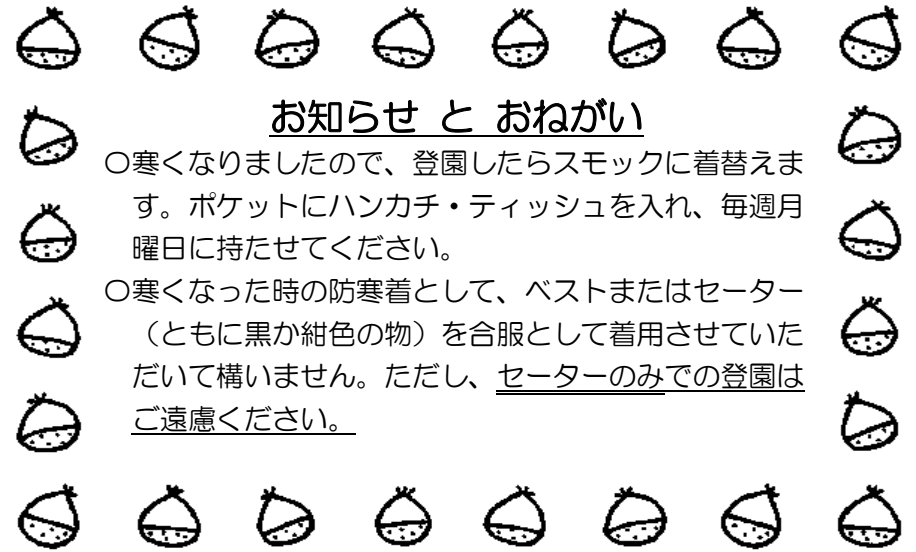 お知らせ と おねがい
〇寒くなりましたので、登園したらスモックに着替えま
す。ポケットにハンカチ・ティッシュを入れ、毎週月
曜日に持たせてください。
〇寒くなった時の防寒着として、ベストまたはセーター
（ともに黒か紺色の物）を合服として着用させていた
だいて構いません。ただし、セーターのみでの登園は
ご遠慮ください。